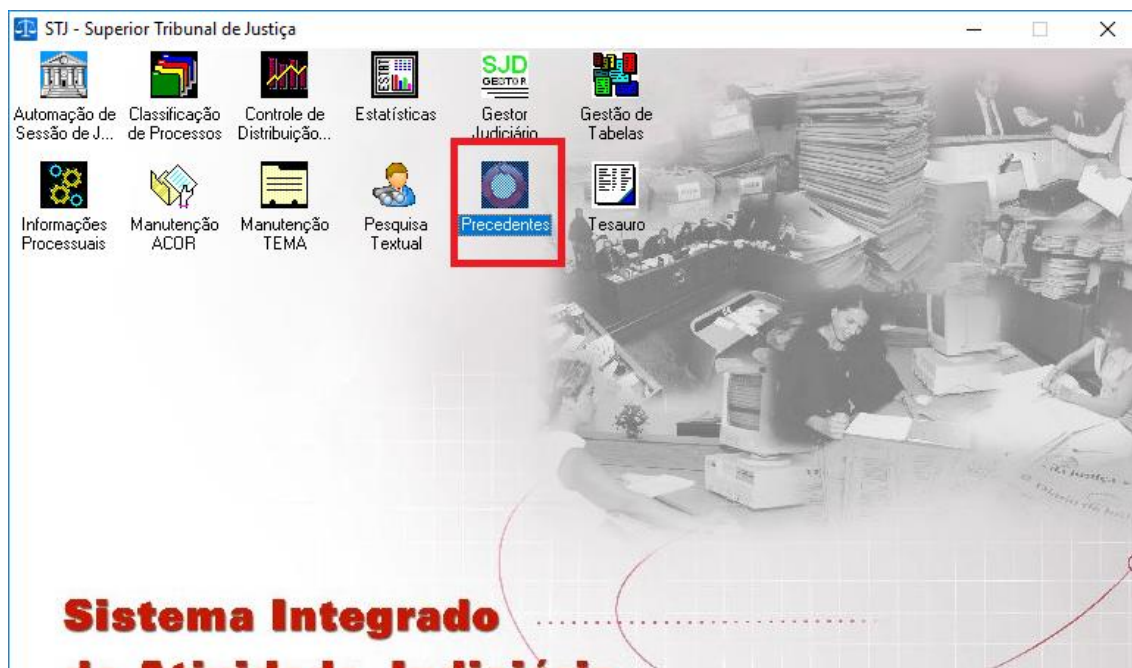 STJ - Superior Tribunal de Justiça
ESTAT
SJD
GESTOR
Automação de
Sessão de J...
Classificação
de Processos
Controle de
Distribuição...
Estatísticas
Gestor
Judiciário
Gestão de
Tabelas
Informações
Processuais
Manutenção
ACOR
Manutenção
TEMA
Pesquisa
Textual
Precedentes
Tesauro
Sistema Integrado